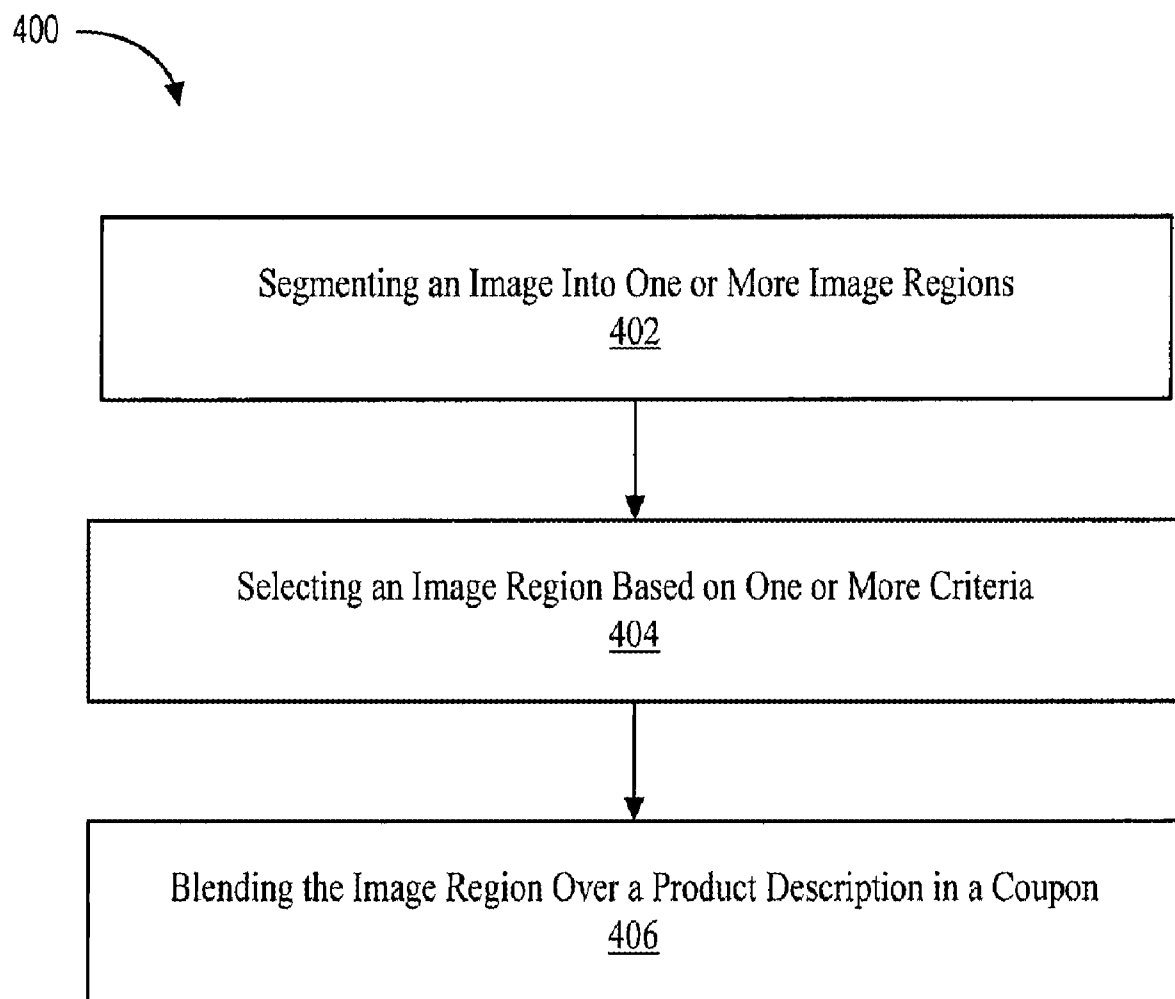 400
Segmenting an Image Into One or More Image Regions
402
Selecting an Image Region Based on One or More Criteria
404
Blending the Image Region Over a Product Description in a Coupon
406